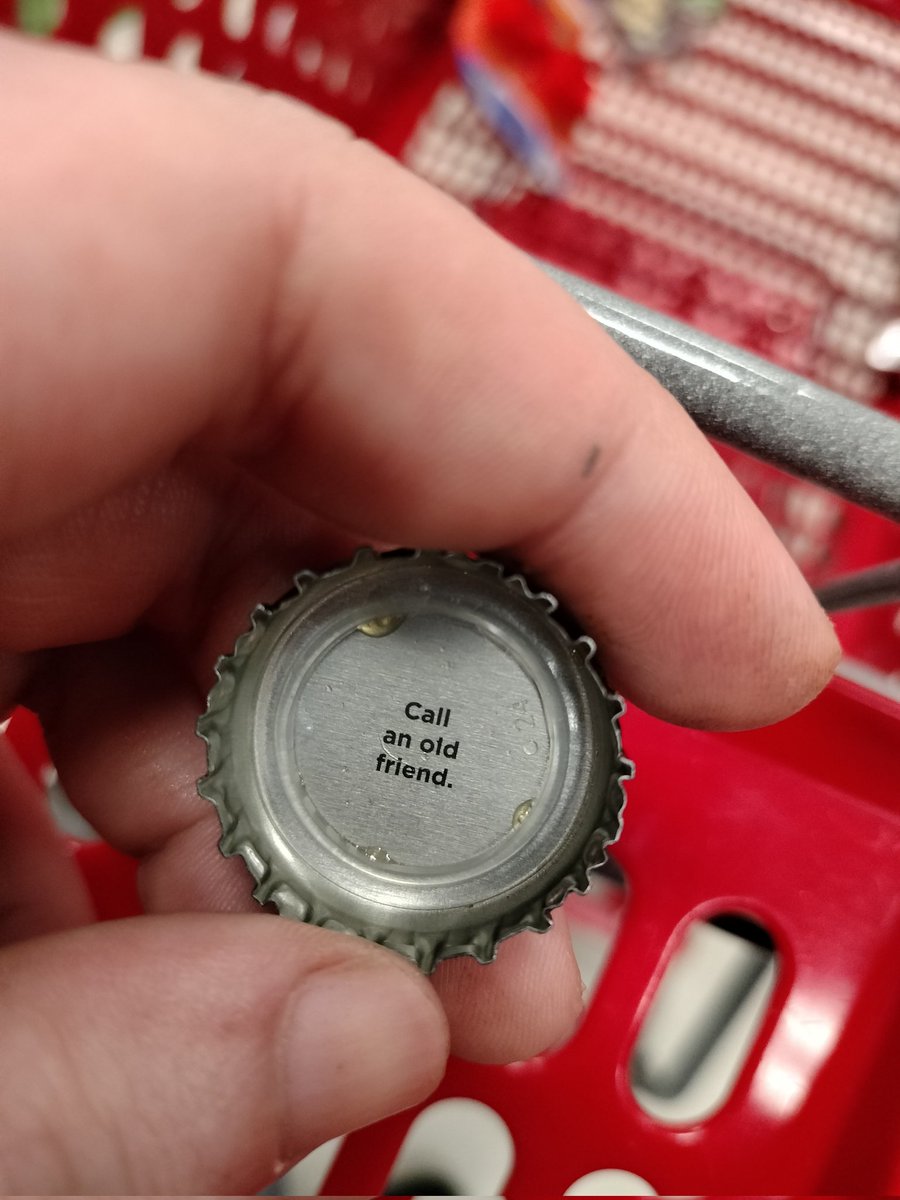 Call
an old
friend.